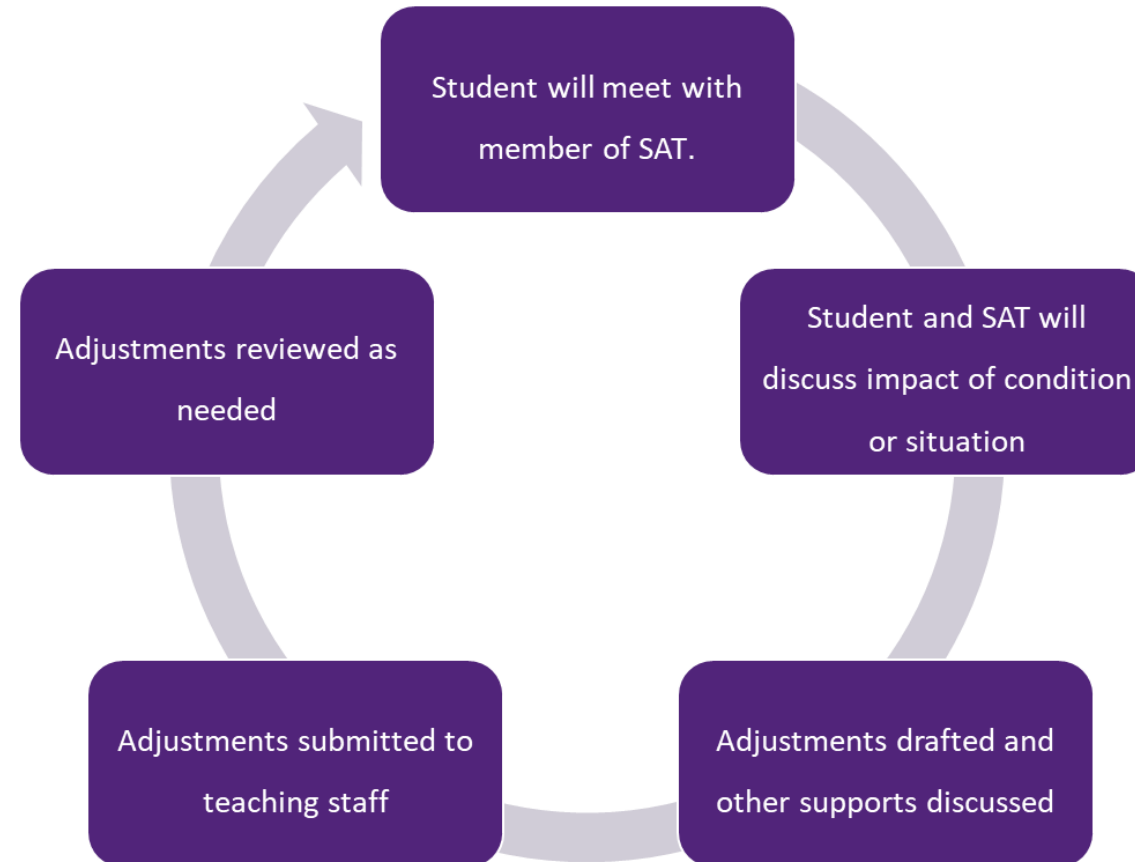 Student will meet with
member of SAT.
Student and SAT will
discuss impact of condition
or situation
Adjustments drafted and
other supports discussed
Adjustments submitted to
teaching staff
Adjustments reviewed as
needed